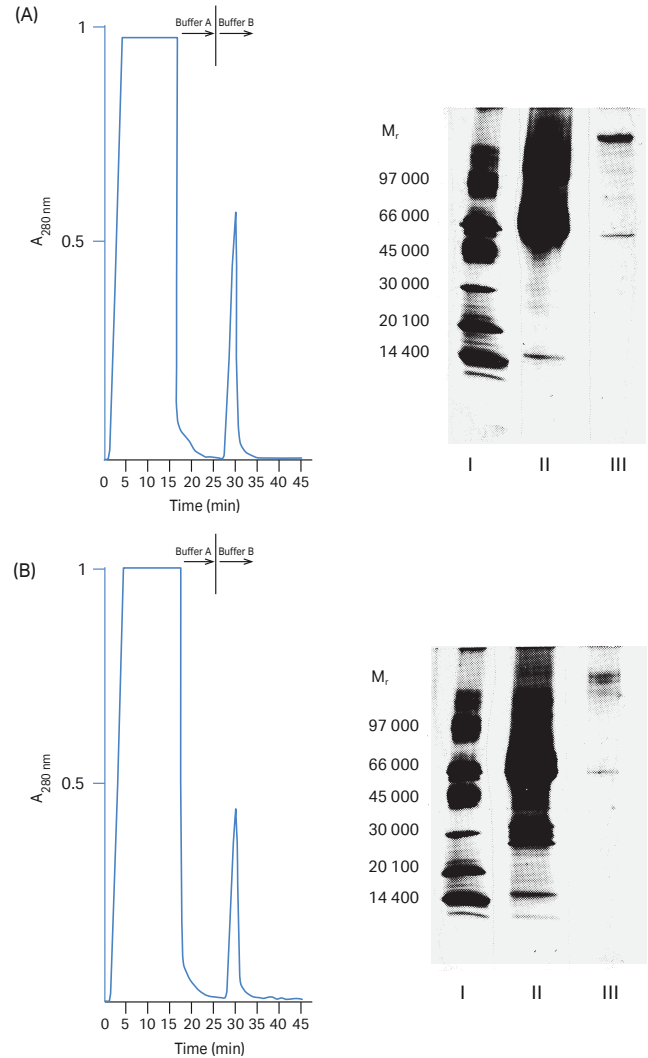 (A)
1
0.5
A280 nm
Buffer A
Buffer B
0 5 10 15 20 25 30 35 40 45
Time (min)
Mr
97 000
66 000
45 000
30 000
20 100
14 400
I II III
(B)
1
0.5
A280 nm
Buffer A
Buffer B
0 5 10 15 20 25 30 35 40 45
Time (min)
Mr
97 000
66 000
45 000
30 000
20 100
14 400
I II III